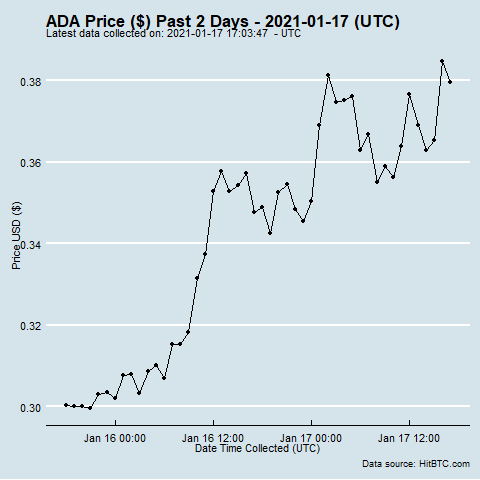 ADA Price ($) Past 2 Days - 2021-01-17 (UTC)
Latest data collected on: 2021-01-17 17:03:47 - UTC
0.38
0.36
0.34
0.32
0.30
Price USD ($)
Jan 16 00:00 Jan 16 12:00 Jan 17 00:00 Jan 17 12:00
Date Time Collected (UTC)
Data source: HitBTC.com